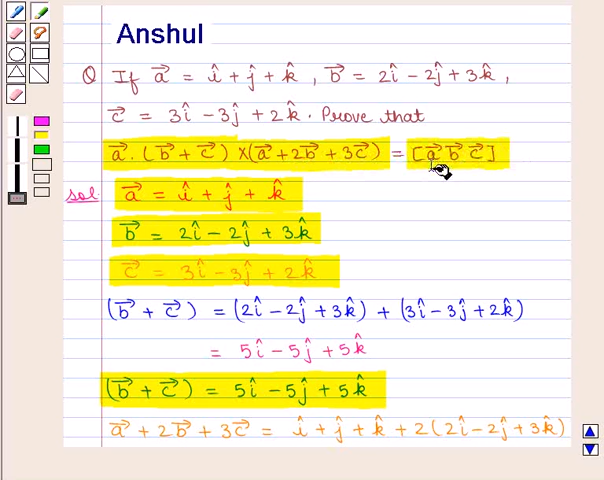 Anshul
Q If a⃗ = î + ĵ + k̂ , b⃗ = 2î - 2ĵ + 3k̂ ,
c⃗ = 3î - 3ĵ + 2k̂ . Prove that
a⃗ . (b⃗ + c⃗) × (a⃗ + 2b⃗ + 3c⃗) = [a⃗ b⃗ c⃗]
sol a⃗ = î + ĵ + k̂
b⃗ = 2î - 2ĵ + 3k̂
c⃗ = 3î - 3ĵ + 2k̂
(b⃗ + c⃗) = (2î - 2ĵ + 3k̂) + (3î - 3ĵ + 2k̂)
= 5î - 5ĵ + 5k̂
(b⃗ + c⃗) = 5î - 5ĵ + 5k̂
a⃗ + 2b⃗ + 3c⃗ = î + ĵ + k̂ + 2(2î - 2ĵ + 3k̂)